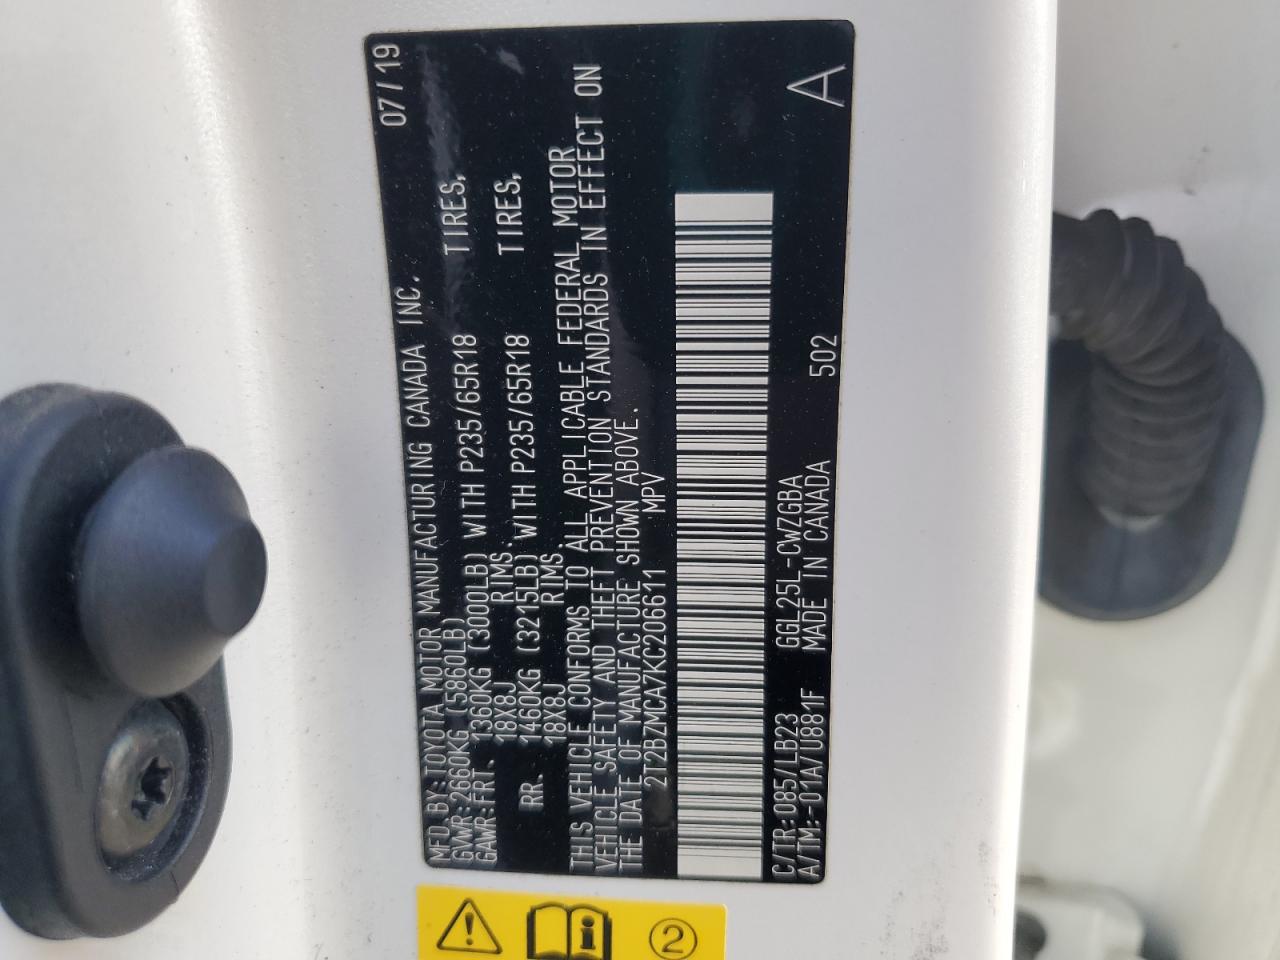 MFD.BY:TOYOTA MOTOR MANUFACTURING CANADA INC. 07/19
GVWR:2660KG (5860LB)
GAWR:FRT. 1360KG (3000LB) WITH P235/65R18 TIRES,
18X8J RIMS.
RR. 1460KG (3215LB) WITH P235/65R18 TIRES,
18X8J RIMS.
THIS VEHICLE CONFORMS TO ALL APPLICABLE FEDERAL MOTOR
VEHICLE SAFETY AND THEFT PREVENTION STANDARDS IN EFFECT ON
THE DATE OF MANUFACTURE SHOWN ABOVE.
2T2BZMCA7KC206611 MPV
C/TR:085/LB23 GGL25L-CWZGBA
A/TM:-01A/U881F MADE IN CANADA 502 A
2